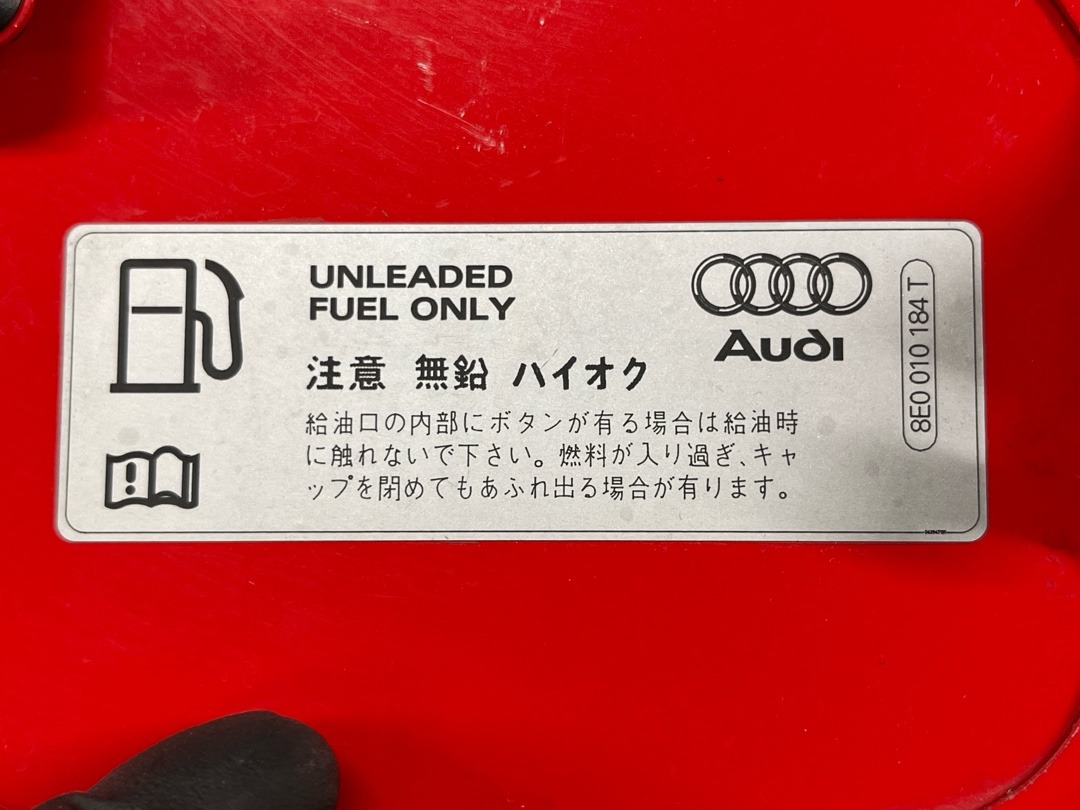 UNLEADED
FUEL ONLY
注意 無鉛 ハイオク
給油口の内部にボタンが有る場合は給油時
に触れないで下さい。燃料が入り過ぎ、キャ
ップを閉めてもあふれ出る場合が有ります。
Audi
8E0 010 184 T